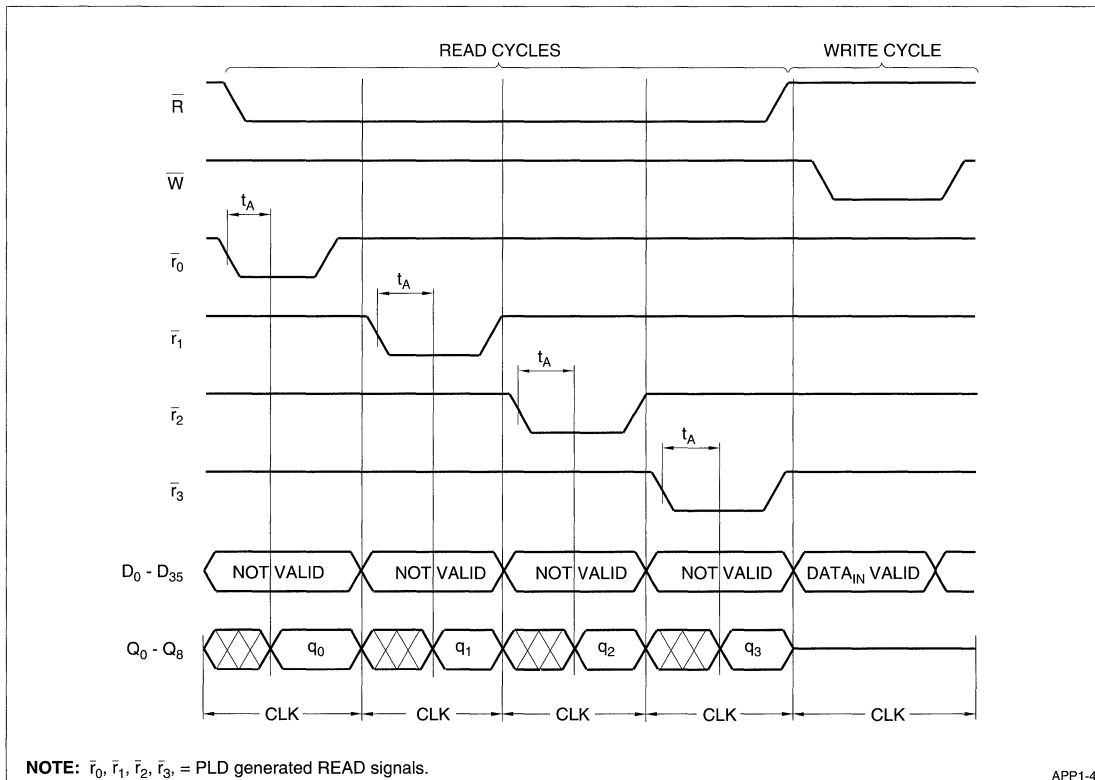 READ CYCLES WRITE CYCLE
R̅
W̅
tA
r̅0
tA
r̅1
tA
r̅2
tA
r̅3
D0 - D35 NOT VALID NOT VALID NOT VALID NOT VALID DATAIN VALID
Q0 - Q8 q0 q1 q2 q3
CLK CLK CLK CLK CLK
NOTE: r̅0, r̅1, r̅2, r̅3, = PLD generated READ signals.
APP1-4